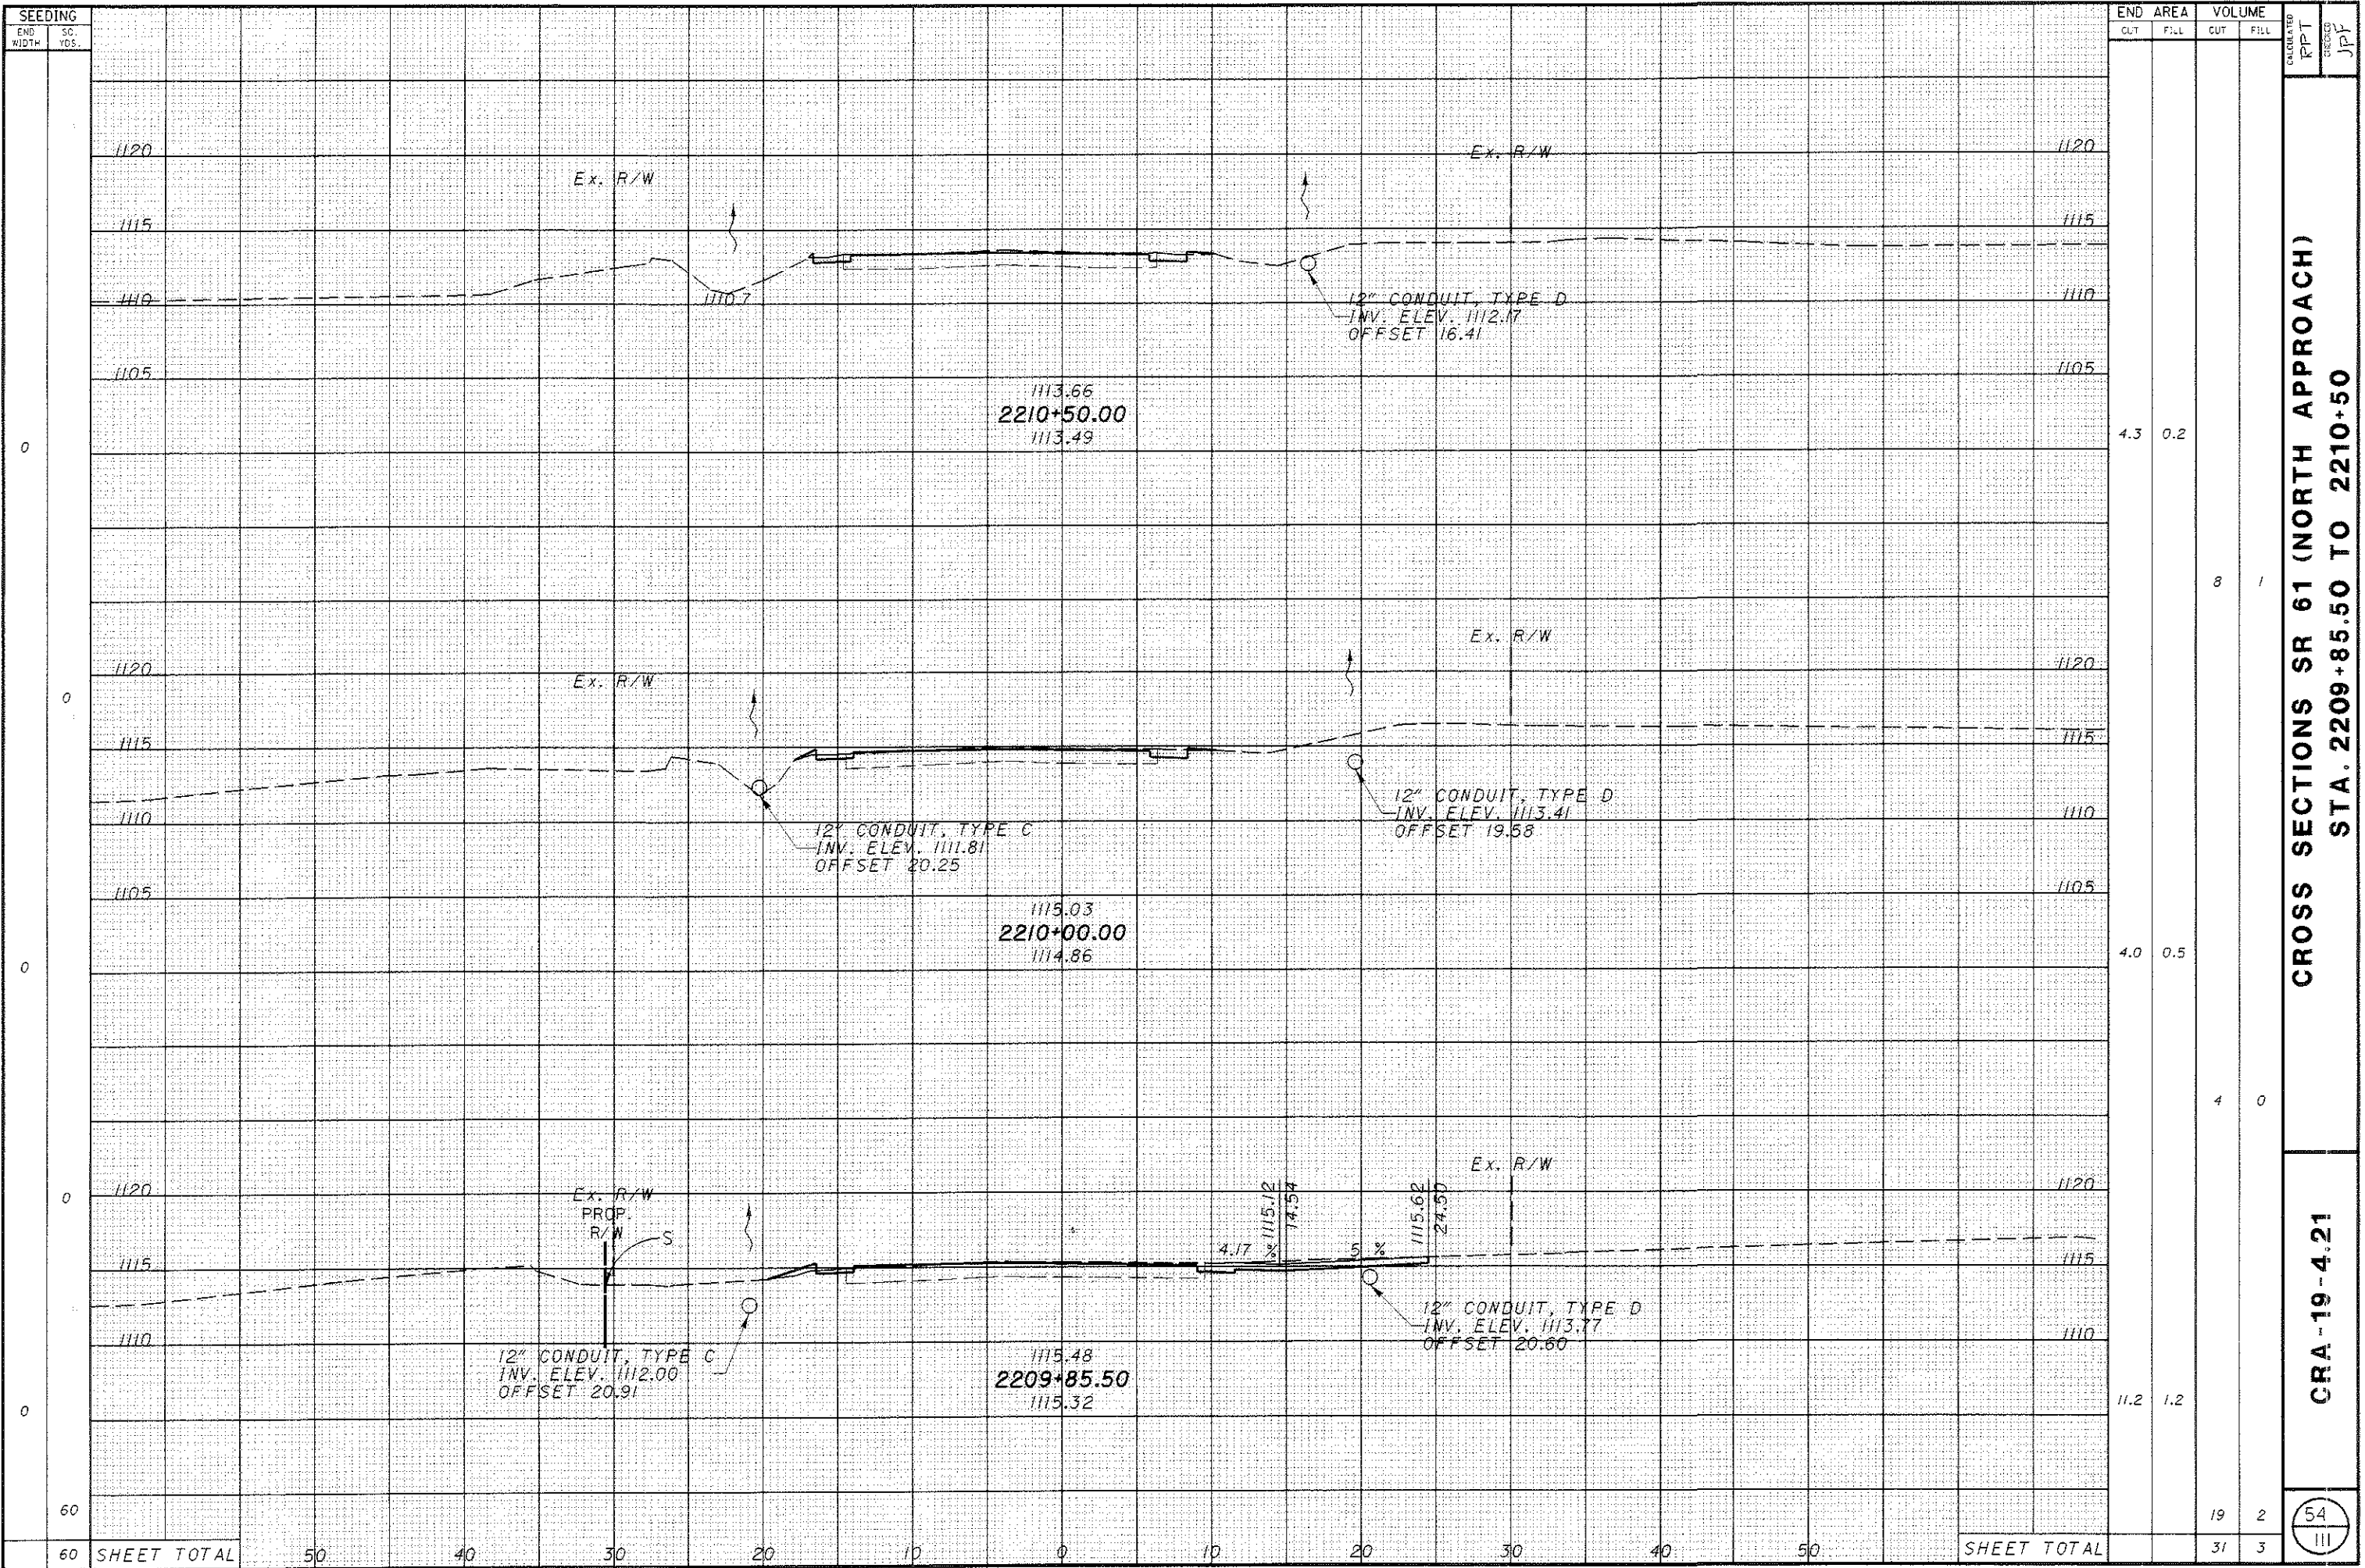 SEEDING
END WIDTH
SC. YDS.
END AREA
VOLUME
CUT
FILL
CUT
FILL
CALCULATED
RPT
CHECKED
JPF
1120
Ex. R/W
Ex. R/W
1120
1115
1115
1110
1110.7
12" CONDUIT, TYPE D
INV. ELEV. 1112.17
OFFSET 16.41
1110
1105
1105
1113.66
2210+50.00
1113.49
0
4.3
0.2
8
1
Ex. R/W
1120
Ex. R/W
1120
0
1115
1115
12" CONDUIT, TYPE D
INV. ELEV. 1113.41
OFFSET 19.58
1110
1110
12" CONDUIT, TYPE C
INV. ELEV. 1111.81
OFFSET 20.25
1105
1105
1115.03
2210+00.00
1114.86
0
4.0
0.5
4
0
Ex. R/W
0
1120
Ex. R/W
PROP.
R/W
S
1115.12
14.54
1115.62
24.50
1120
4.17 %
5 %
1115
1115
12" CONDUIT, TYPE D
INV. ELEV. 1113.77
OFFSET 20.60
1110
1110
12" CONDUIT, TYPE C
INV. ELEV. 1112.00
OFFSET 20.91
1115.48
2209+85.50
1115.32
0
11.2
1.2
60
19
2
60
SHEET TOTAL
50
40
30
20
10
0
10
20
30
40
50
SHEET TOTAL
31
3
CROSS SECTIONS SR 61 (NORTH APPROACH)
STA. 2209+85.50 TO 2210+50
CRA-19-4.21
54
111